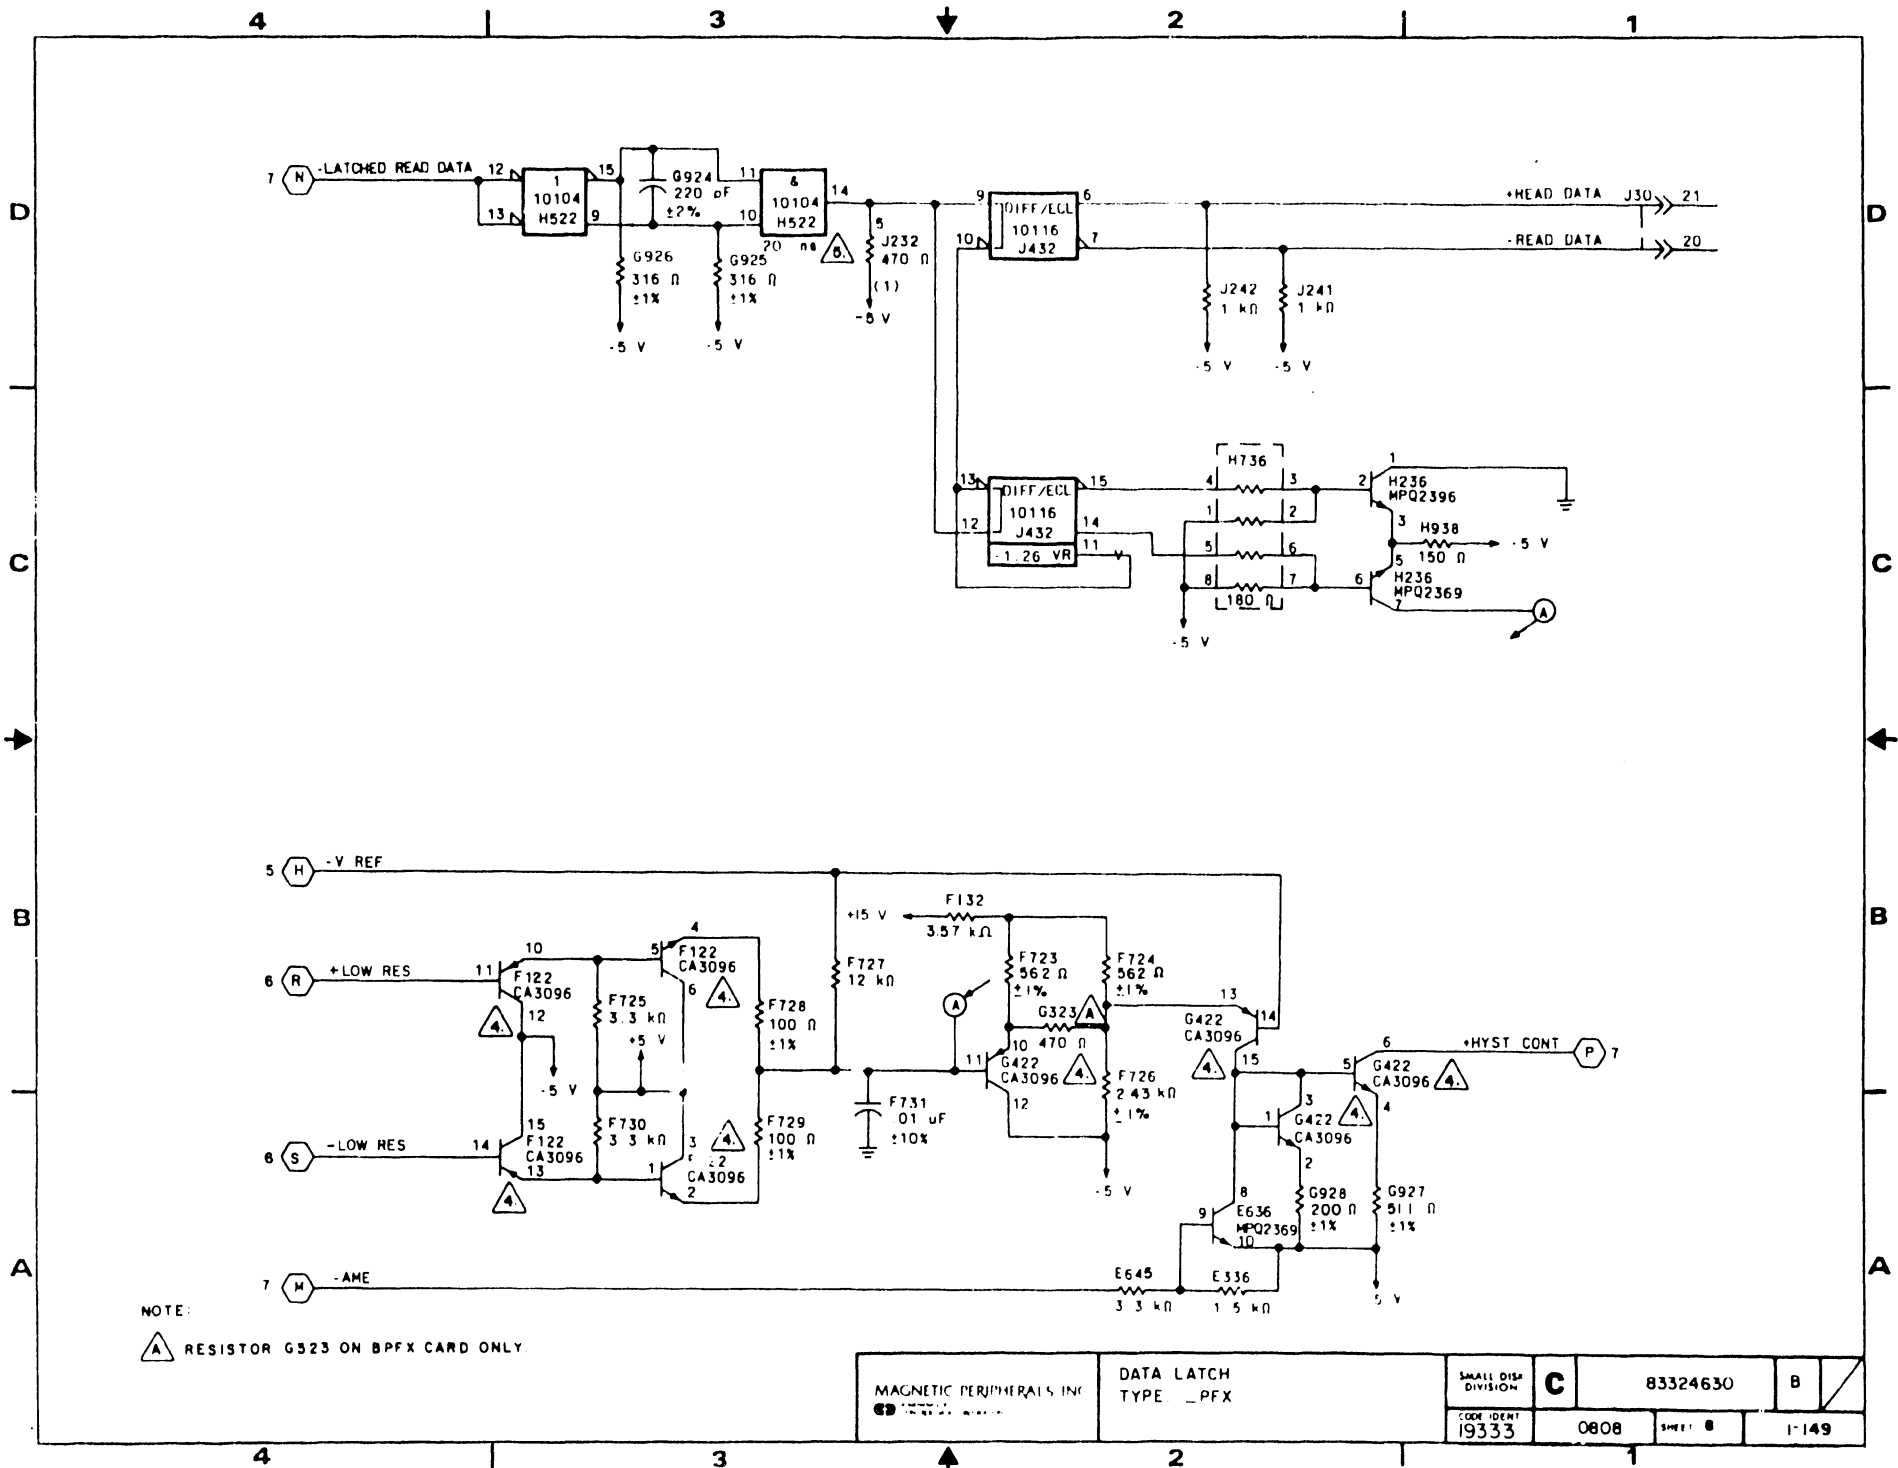 4 3 2 1
D
7 N -LATCHED READ DATA
12
13
1
10104
H522
15
9
G924
220 pF
±2%
G926
316 Ω
±1%
-5 V
G925
316 Ω
±1%
-5 V
11
10
&
10104
H522
14
20 ns
5.
5
J232
470 Ω
(1)
-5 V
9
10
DIFF/ECL
10116
J432
6
7
+READ DATA J30 21
-READ DATA 20
J242
1 kΩ
-5 V
J241
1 kΩ
-5 V
D
C
13
12
DIFF/ECL
10116
J432
-1.26 VR
15
14
11
V
H736
4 3
1 2
5 6
8 7
180 Ω
-5 V
1
2
H236
MPQ2396
3
H938
150 Ω
-5 V
5
6
H236
MPQ2369
7
A
C
B
5 H -V REF
6 R +LOW RES
11
10
F122
CA3096
12
4.
-5 V
F725
3.3 kΩ
+5 V
4
5
F122
CA3096
6
4.
F728
100 Ω
±1%
F727
12 kΩ
+15 V
F132
3.57 kΩ
F723
562 Ω
±1%
F724
562 Ω
±1%
A
G323
470 Ω
A
4.
11
10
G422
CA3096
12
F726
2.43 kΩ
±1%
-5 V
F731
.01 uF
±10%
13
14
G422
CA3096
15
4.
5
6
G422
CA3096
4
4.
4.
+HYST CONT P 7
B
A
6 S -LOW RES
14
15
F122
CA3096
13
4.
F730
3.3 kΩ
3
1
CA3096
2
4.
F729
100 Ω
±1%
3
1
G422
CA3096
2
8
9
E636
MPQ2369
10
G928
200 Ω
±1%
G927
511 Ω
±1%
5 V
7 M -AME
E645
3.3 kΩ
E336
1.5 kΩ
A
NOTE:
A RESISTOR G323 ON BPFX CARD ONLY.
MAGNETIC PERIPHERALS INC
DATA LATCH
TYPE. _PFX
SMALL DISK
DIVISION
C
83324630
B
CODE IDENT
19333
0808
SHEET 8
1-149
4 3 2 1